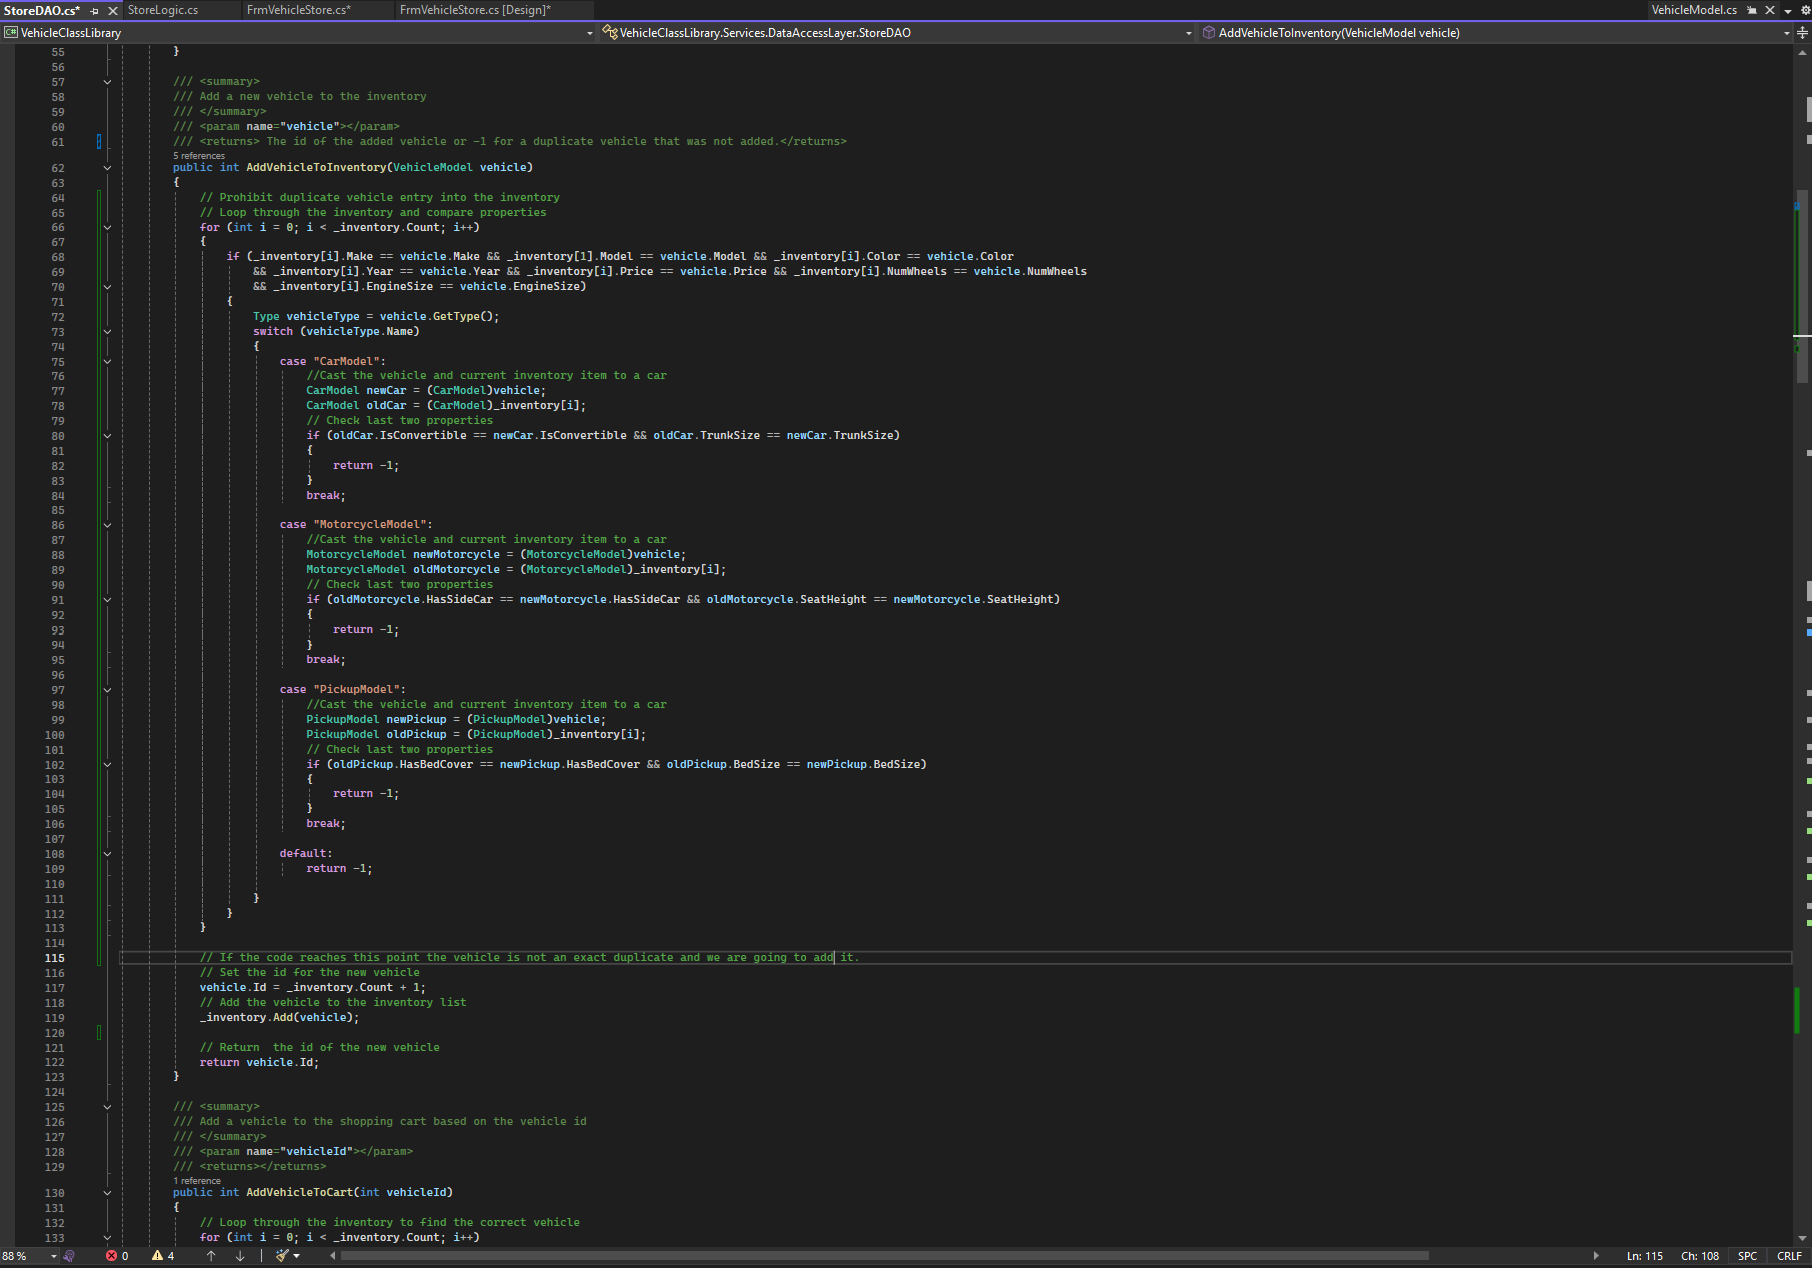 StoreDAO.cs* StoreLogic.cs FrmVehicleStore.cs* FrmVehicleStore.cs [Design]* VehicleModel.cs
VehicleClassLibrary VehicleClassLibrary.Services.DataAccessLayer.StoreDAO AddVehicleToInventory(VehicleModel vehicle)
55 }
56
57 /// <summary>
58 /// Add a new vehicle to the inventory
59 /// </summary>
60 /// <param name="vehicle"></param>
61 /// <returns> The id of the added vehicle or -1 for a duplicate vehicle that was not added.</returns>
5 references
62 public int AddVehicleToInventory(VehicleModel vehicle)
63 {
64 // Prohibit duplicate vehicle entry into the inventory
65 // Loop through the inventory and compare properties
66 for (int i = 0; i < _inventory.Count; i++)
67 {
68 if (_inventory[i].Make == vehicle.Make && _inventory[1].Model == vehicle.Model && _inventory[i].Color == vehicle.Color
69 && _inventory[i].Year == vehicle.Year && _inventory[i].Price == vehicle.Price && _inventory[i].NumWheels == vehicle.NumWheels
70 && _inventory[i].EngineSize == vehicle.EngineSize)
71 {
72 Type vehicleType = vehicle.GetType();
73 switch (vehicleType.Name)
74 {
75 case "CarModel":
76 //Cast the vehicle and current inventory item to a car
77 CarModel newCar = (CarModel)vehicle;
78 CarModel oldCar = (CarModel)_inventory[i];
79 // Check last two properties
80 if (oldCar.IsConvertible == newCar.IsConvertible && oldCar.TrunkSize == newCar.TrunkSize)
81 {
82 return -1;
83 }
84 break;
85
86 case "MotorcycleModel":
87 //Cast the vehicle and current inventory item to a car
88 MotorcycleModel newMotorcycle = (MotorcycleModel)vehicle;
89 MotorcycleModel oldMotorcycle = (MotorcycleModel)_inventory[i];
90 // Check last two properties
91 if (oldMotorcycle.HasSideCar == newMotorcycle.HasSideCar && oldMotorcycle.SeatHeight == newMotorcycle.SeatHeight)
92 {
93 return -1;
94 }
95 break;
96
97 case "PickupModel":
98 //Cast the vehicle and current inventory item to a car
99 PickupModel newPickup = (PickupModel)vehicle;
100 PickupModel oldPickup = (PickupModel)_inventory[i];
101 // Check last two properties
102 if (oldPickup.HasBedCover == newPickup.HasBedCover && oldPickup.BedSize == newPickup.BedSize)
103 {
104 return -1;
105 }
106 break;
107
108 default:
109 return -1;
110
111 }
112 }
113 }
114
115 // If the code reaches this point the vehicle is not an exact duplicate and we are going to add it.
116 // Set the id for the new vehicle
117 vehicle.Id = _inventory.Count + 1;
118 // Add the vehicle to the inventory list
119 _inventory.Add(vehicle);
120
121 // Return  the id of the new vehicle
122 return vehicle.Id;
123 }
124
125 /// <summary>
126 /// Add a vehicle to the shopping cart based on the vehicle id
127 /// </summary>
128 /// <param name="vehicleId"></param>
129 /// <returns></returns>
1 reference
130 public int AddVehicleToCart(int vehicleId)
131 {
132 // Loop through the inventory to find the correct vehicle
133 for (int i = 0; i < _inventory.Count; i++)
88 % 0 4 Ln: 115 Ch: 108 SPC CRLF